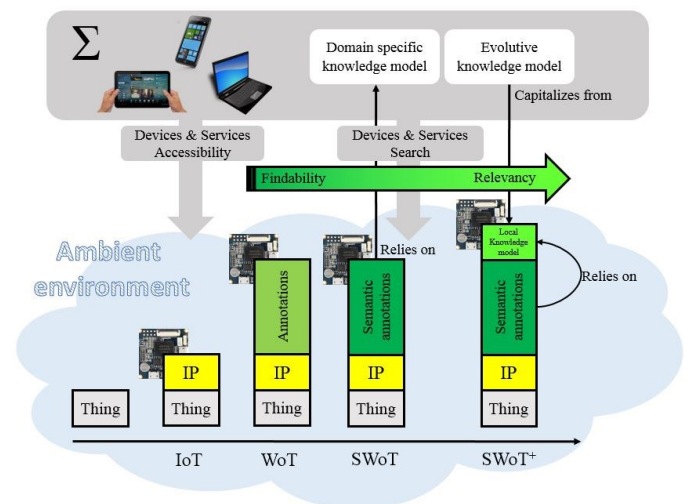 Σ
Domain specific
knowledge model
Evolutive
knowledge model
Capitalizes from
Devices & Services
Accessibility
Devices & Services
Search
Findability
Relevancy
Ambient
environment
Relies on
Local
Knowledge
model
Relies on
Annotations
Semantic
annotations
Semantic
annotations
IP
IP
IP
IP
Thing
Thing
Thing
Thing
Thing
IoT
WoT
SWoT
SWoT⁺